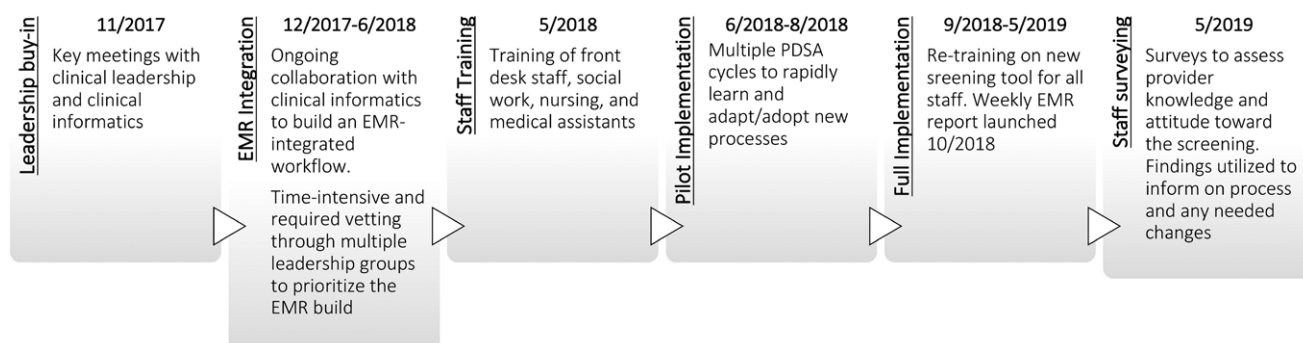 Leadership buy-in
11/2017
Key meetings with
clinical leadership
and clinical
informatics
EMR Integration
12/2017-6/2018
Ongoing
collaboration with
clinical informatics
to build an EMR-
integrated
workflow.
Time-intensive and
required vetting
through multiple
leadership groups
to prioritize the
EMR build
Staff Training
5/2018
Training of front
desk staff, social
work, nursing, and
medical assistants
Pilot Implementation
6/2018-8/2018
Multiple PDSA
cycles to rapidly
learn and
adapt/adopt new
processes
Full Implementation
9/2018-5/2019
Re-training on new
sreening tool for all
staff. Weekly EMR
report launched
10/2018
Staff surveying
5/2019
Surveys to assess
provider
knowledge and
attitude toward
the screening.
Findings utilized to
inform on process
and any needed
changes